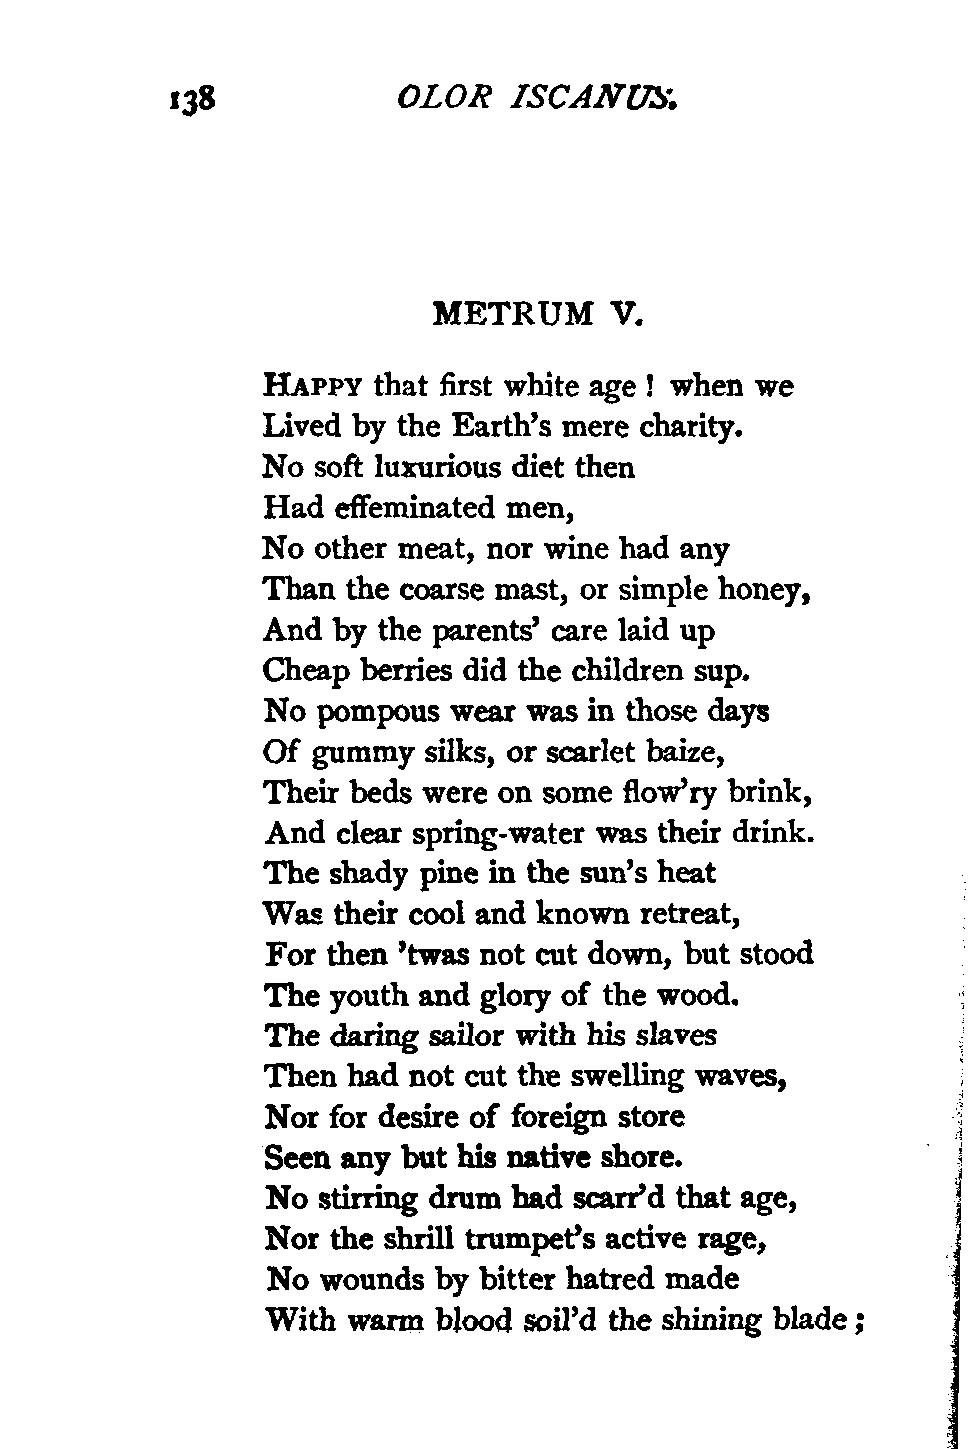 138 OLOR ISCANUS.
METRUM V.
HAPPY that first white age ! when we
Lived by the Earth's mere charity.
No soft luxurious diet then
Had effeminated men,
No other meat, nor wine had any
Than the coarse mast, or simple honey,
And by the parents' care laid up
Cheap berries did the children sup.
No pompous wear was in those days
Of gummy silks, or scarlet baize,
Their beds were on some flow'ry brink,
And clear spring-water was their drink.
The shady pine in the sun's heat
Was their cool and known retreat,
For then 'twas not cut down, but stood
The youth and glory of the wood.
The daring sailor with his slaves
Then had not cut the swelling waves,
Nor for desire of foreign store
Seen any but his native shore.
No stirring drum had scarr'd that age,
Nor the shrill trumpet's active rage,
No wounds by bitter hatred made
With warm blood soil'd the shining blade ;